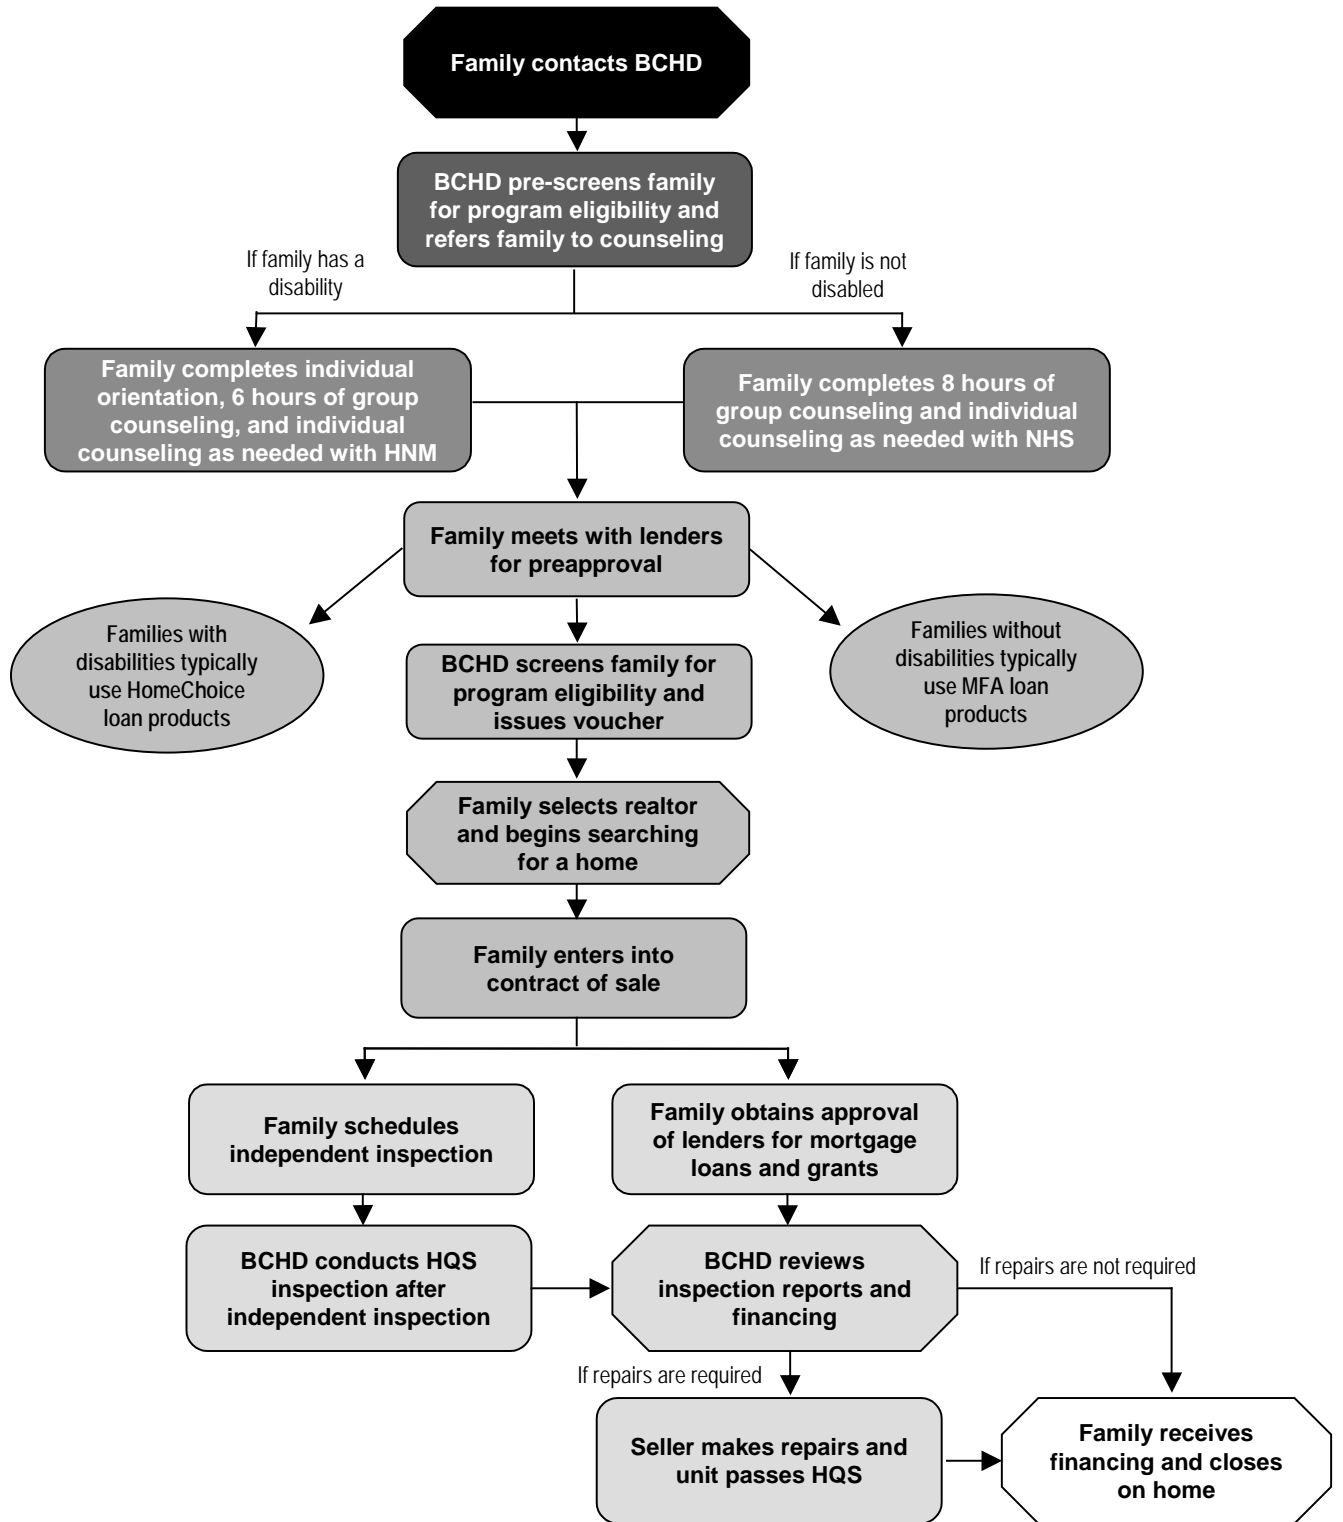 Family contacts BCHD
BCHD pre-screens family
for program eligibility and
refers family to counseling
If family has a
disability
If family is not
disabled
Family completes individual
orientation, 6 hours of group
counseling, and individual
counseling as needed with HNM
Family completes 8 hours of
group counseling and individual
counseling as needed with NHS
Family meets with lenders
for preapproval
Families with
disabilities typically
use HomeChoice
loan products
Families without
disabilities typically
use MFA loan
products
BCHD screens family for
program eligibility and
issues voucher
Family selects realtor
and begins searching
for a home
Family enters into
contract of sale
Family schedules
independent inspection
Family obtains approval
of lenders for mortgage
loans and grants
BCHD conducts HQS
inspection after
independent inspection
BCHD reviews
inspection reports and
financing
If repairs are not required
If repairs are required
Seller makes repairs and
unit passes HQS
Family receives
financing and closes
on home